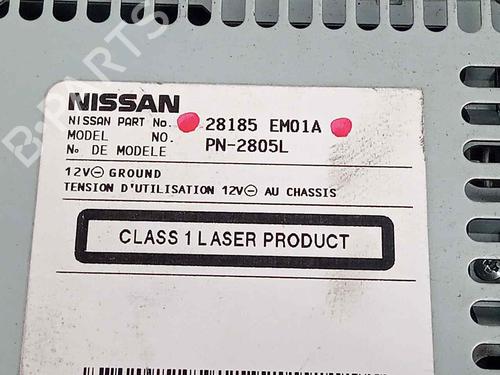 NISSAN
NISSAN PART No. 28185 EM01A
MODEL NO. PN-2805L
No DE MODELE
12V⊖ GROUND
TENSION D'UTILISATION 12V⊖ AU CHASSIS
CLASS 1 LASER PRODUCT
B-PARTS